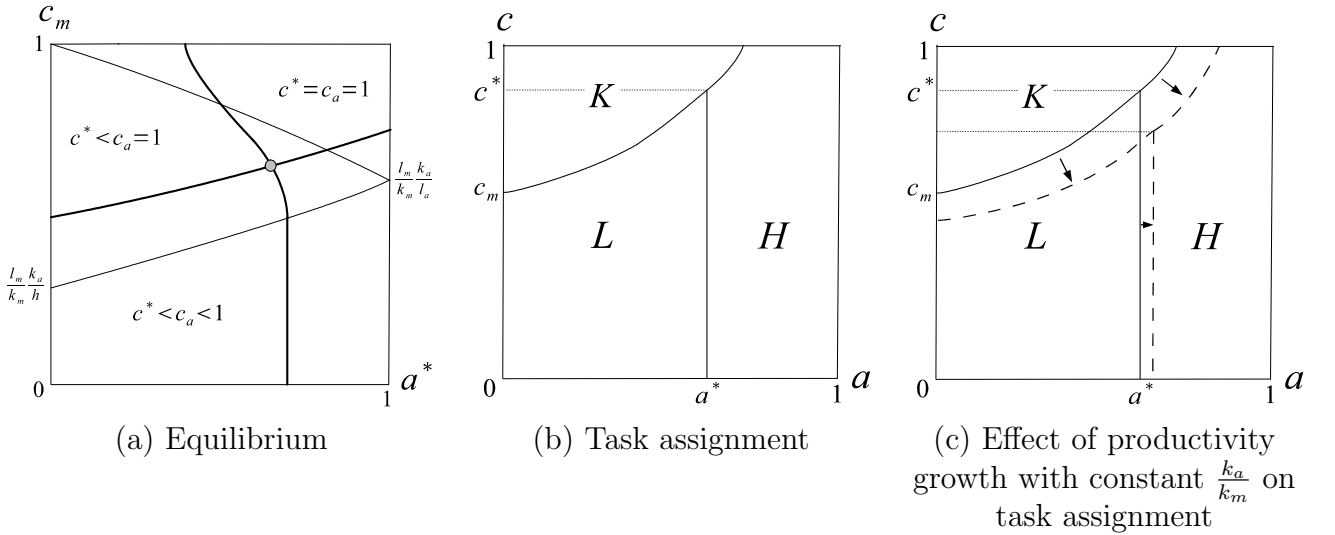 c_m
1
c* = c_a = 1
c* < c_a = 1
l_m/k_m k_a/l_a
l_m/k_m k_a/h
c* < c_a < 1
0
a*
1
(a) Equilibrium
c
1
c*
K
c_m
L
H
0
a*
1
a
(b) Task assignment
c
1
c*
K
c_m
L
H
0
a*
1
a
(c) Effect of productivity
growth with constant k_a/k_m on
task assignment